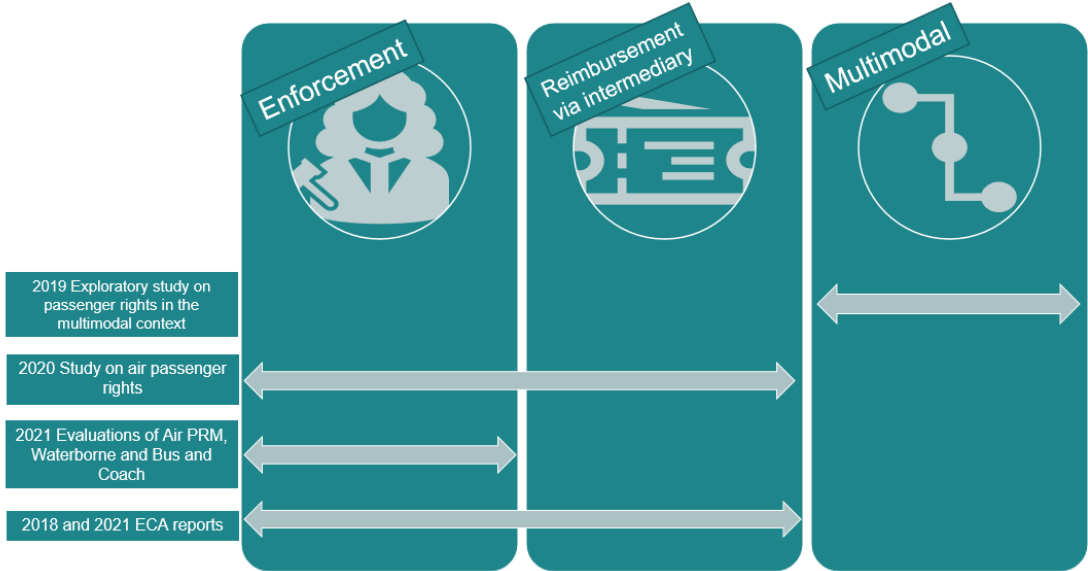 Enforcement
Reimbursement
via intermediary
Multimodal
2019 Exploratory study on
passenger rights in the
multimodal context
2020 Study on air passenger
rights
2021 Evaluations of Air PRM,
Waterborne and Bus and
Coach
2018 and 2021 ECA reports